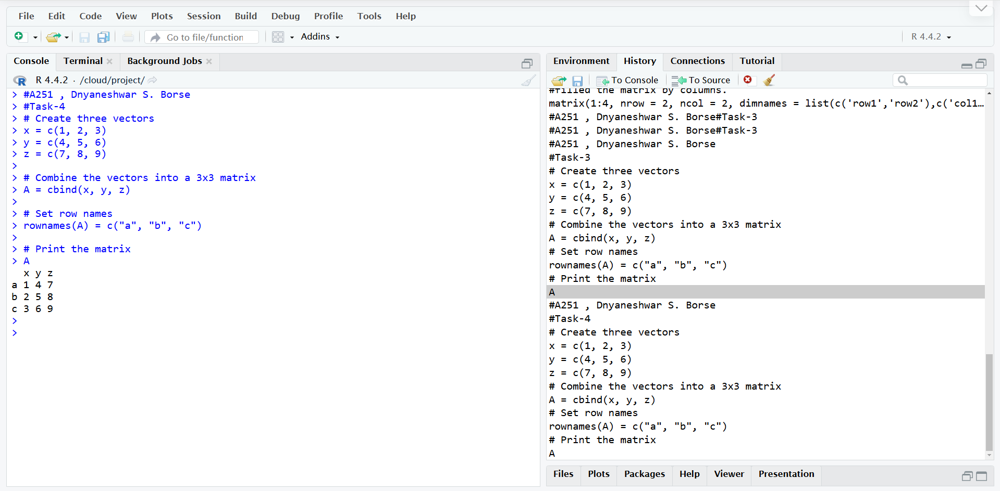 File Edit Code View Plots Session Build Debug Profile Tools Help
Go to file/function Addins R 4.4.2
Console Terminal Background Jobs
R 4.4.2 · /cloud/project/
> #A251 , Dnyaneshwar S. Borse
> #Task-4
> # Create three vectors
> x = c(1, 2, 3)
> y = c(4, 5, 6)
> z = c(7, 8, 9)
>
> # Combine the vectors into a 3x3 matrix
> A = cbind(x, y, z)
>
> # Set row names
> rownames(A) = c("a", "b", "c")
>
> # Print the matrix
> A
  x y z
a 1 4 7
b 2 5 8
c 3 6 9
>
>
Environment History Connections Tutorial
To Console To Source
#filled the matrix by columns.
matrix(1:4, nrow = 2, ncol = 2, dimnames = list(c('row1','row2'),c('col1…
#A251 , Dnyaneshwar S. Borse#Task-3
#A251 , Dnyaneshwar S. Borse#Task-3
#A251 , Dnyaneshwar S. Borse
#Task-3
# Create three vectors
x = c(1, 2, 3)
y = c(4, 5, 6)
z = c(7, 8, 9)
# Combine the vectors into a 3x3 matrix
A = cbind(x, y, z)
# Set row names
rownames(A) = c("a", "b", "c")
# Print the matrix
A
#A251 , Dnyaneshwar S. Borse
#Task-4
# Create three vectors
x = c(1, 2, 3)
y = c(4, 5, 6)
z = c(7, 8, 9)
# Combine the vectors into a 3x3 matrix
A = cbind(x, y, z)
# Set row names
rownames(A) = c("a", "b", "c")
# Print the matrix
A
Files Plots Packages Help Viewer Presentation